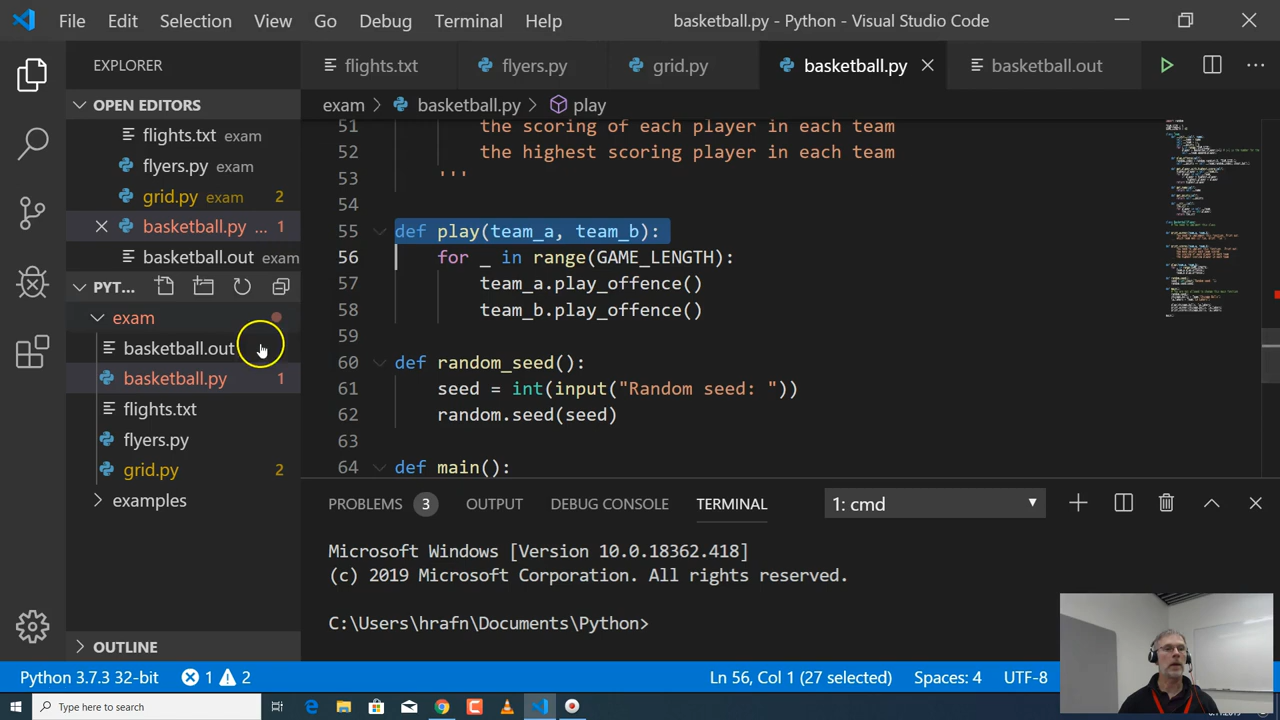 File Edit Selection View Go Debug Terminal Help basketball.py - Python - Visual Studio Code
EXPLORER
OPEN EDITORS
flights.txt exam
flyers.py exam
grid.py exam 2
basketball.py ... 1
basketball.out exam
PYT...
exam
basketball.out
basketball.py 1
flights.txt
flyers.py
grid.py 2
examples
OUTLINE
flights.txt flyers.py grid.py basketball.py basketball.out
exam > basketball.py > play
51 the scoring of each player in each team
52 the highest scoring player in each team
53 '''
54
55 def play(team_a, team_b):
56 for _ in range(GAME_LENGTH):
57 team_a.play_offence()
58 team_b.play_offence()
59
60 def random_seed():
61 seed = int(input("Random seed: "))
62 random.seed(seed)
63
64 def main():
PROBLEMS 3 OUTPUT DEBUG CONSOLE TERMINAL 1: cmd
Microsoft Windows [Version 10.0.18362.418]
(c) 2019 Microsoft Corporation. All rights reserved.
C:\Users\hrafn\Documents\Python>
Python 3.7.3 32-bit 1 2 Ln 56, Col 1 (27 selected) Spaces: 4 UTF-8
Type here to search